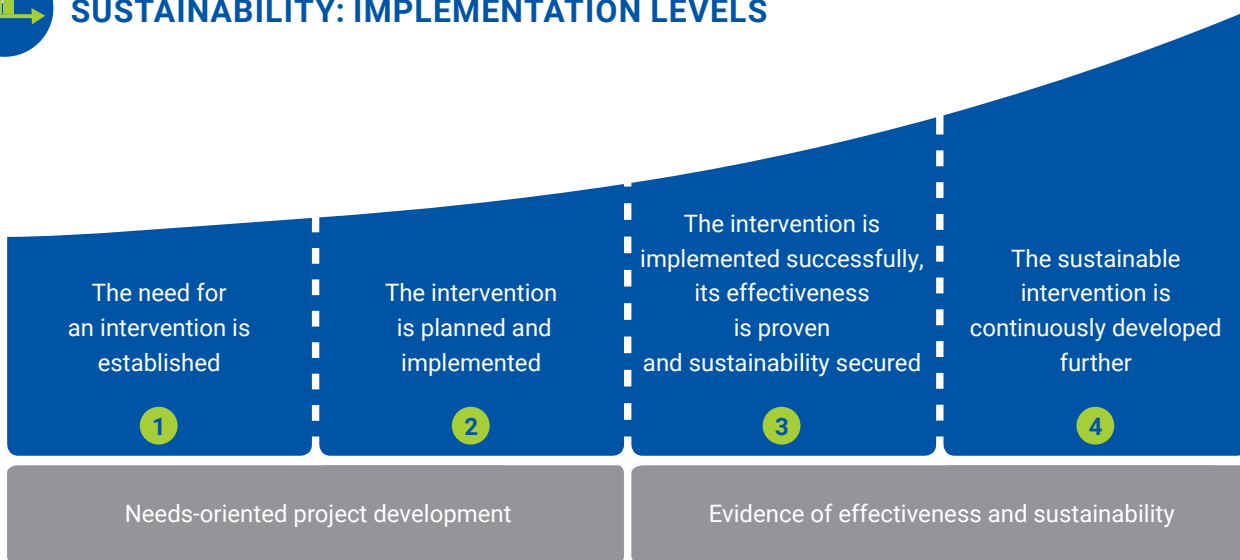 SUSTAINABILITY: IMPLEMENTATION LEVELS
The need for
an intervention is
established
1
The intervention
is planned and
implemented
2
The intervention is
implemented successfully,
its effectiveness
is proven
and sustainability secured
3
The sustainable
intervention is
continuously developed
further
4
Needs-oriented project development
Evidence of effectiveness and sustainability